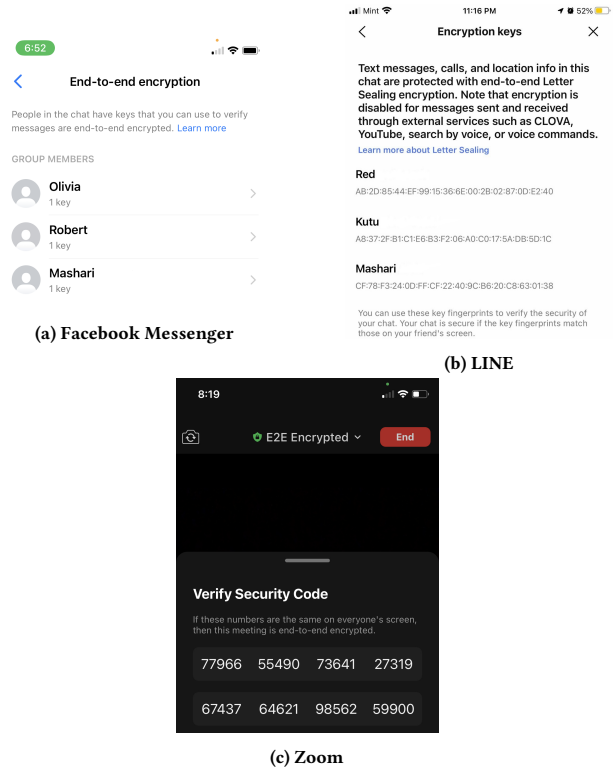 6:52
End-to-end encryption
People in the chat have keys that you can use to verify
messages are end-to-end encrypted. Learn more
GROUP MEMBERS
Olivia
1 key
Robert
1 key
Mashari
1 key
(a) Facebook Messenger
Mint
11:16 PM
52%
Encryption keys
Text messages, calls, and location info in this
chat are protected with end-to-end Letter
Sealing encryption. Note that encryption is
disabled for messages sent and received
through external services such as CLOVA,
YouTube, search by voice, or voice commands.
Learn more about Letter Sealing
Red
AB:2D:85:44:EF:99:15:36:6E:00:2B:02:87:0D:E2:40
Kutu
A8:37:2F:B1:C1:E6:B3:F2:06:A0:C0:17:5A:DB:5D:1C
Mashari
CF:78:F3:24:0D:FF:CF:22:40:9C:B6:20:C8:63:01:38
You can use these key fingerprints to verify the security of
your chat. Your chat is secure if the key fingerprints match
those on your friend's screen.
(b) LINE
8:19
E2E Encrypted
End
Verify Security Code
If these numbers are the same on everyone's screen,
then this meeting is end-to-end encrypted.
77966 55490 73641 27319
67437 64621 98562 59900
(c) Zoom